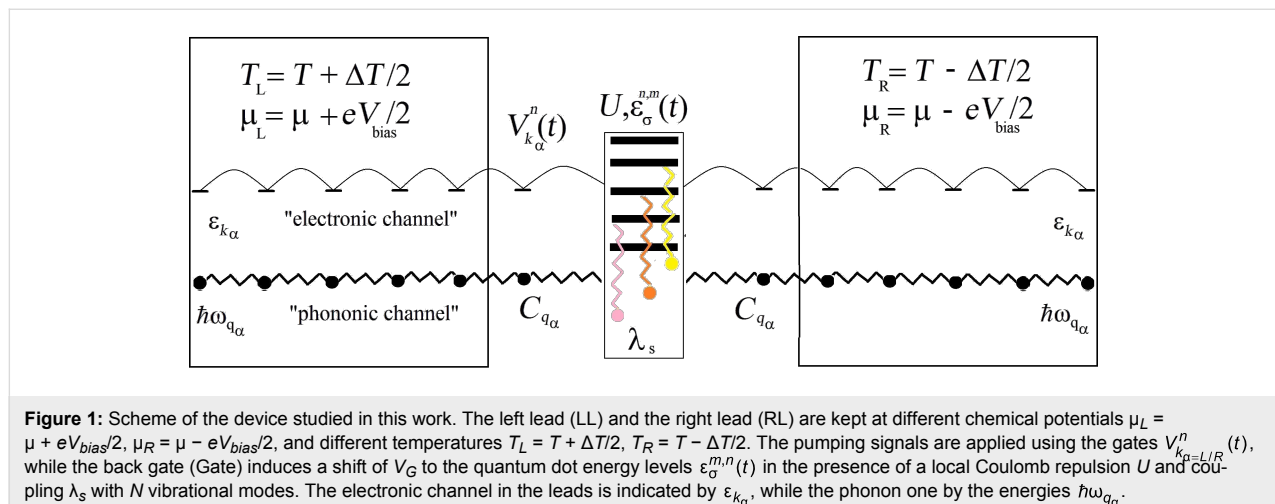 T_L = T + ΔT/2
μ_L = μ + eV_bias/2
V^n_{k_α}(t)
U, ε^{n,m}_σ(t)
T_R = T - ΔT/2
μ_R = μ - eV_bias/2
ε_{k_α}
"electronic channel"
ε_{k_α}
ħω_{q_α}
"phononic channel"
C_{q_α}
λ_s
C_{q_α}
ħω_{q_α}
Figure 1: Scheme of the device studied in this work. The left lead (LL) and the right lead (RL) are kept at different chemical potentials μ_L =
μ + eV_bias/2, μ_R = μ − eV_bias/2, and different temperatures T_L = T + ΔT/2, T_R = T − ΔT/2. The pumping signals are applied using the gates V^n_{k_{α=L/R}}(t),
while the back gate (Gate) induces a shift of V_G to the quantum dot energy levels ε^{m,n}_σ(t) in the presence of a local Coulomb repulsion U and cou-
pling λ_s with N vibrational modes. The electronic channel in the leads is indicated by ε_{k_α}, while the phonon one by the energies ħω_{q_α}.